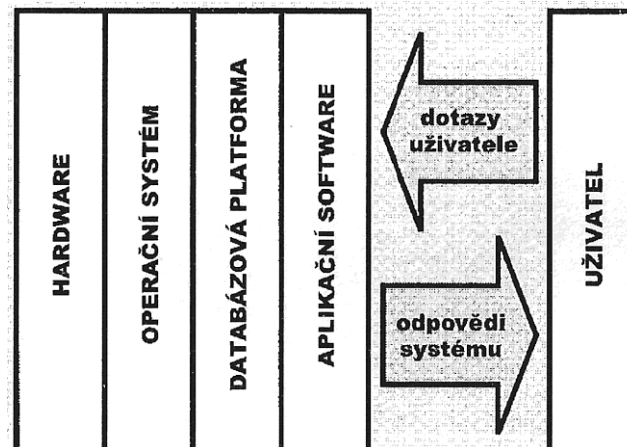 HARDWARE
OPERAČNÍ SYSTÉM
DATABÁZOVÁ PLATFORMA
APLIKAČNÍ SOFTWARE
dotazy
uživatele
odpovědi
systému
UŽIVATEL